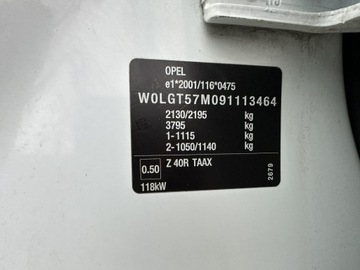 OPEL
e1*2001/116*0475
W0LGT57M091113464
2130/2195 kg
3795 kg
1-1115 kg
2-1050/1140 kg
0.50 Z 40R TAAX
118kW
2679